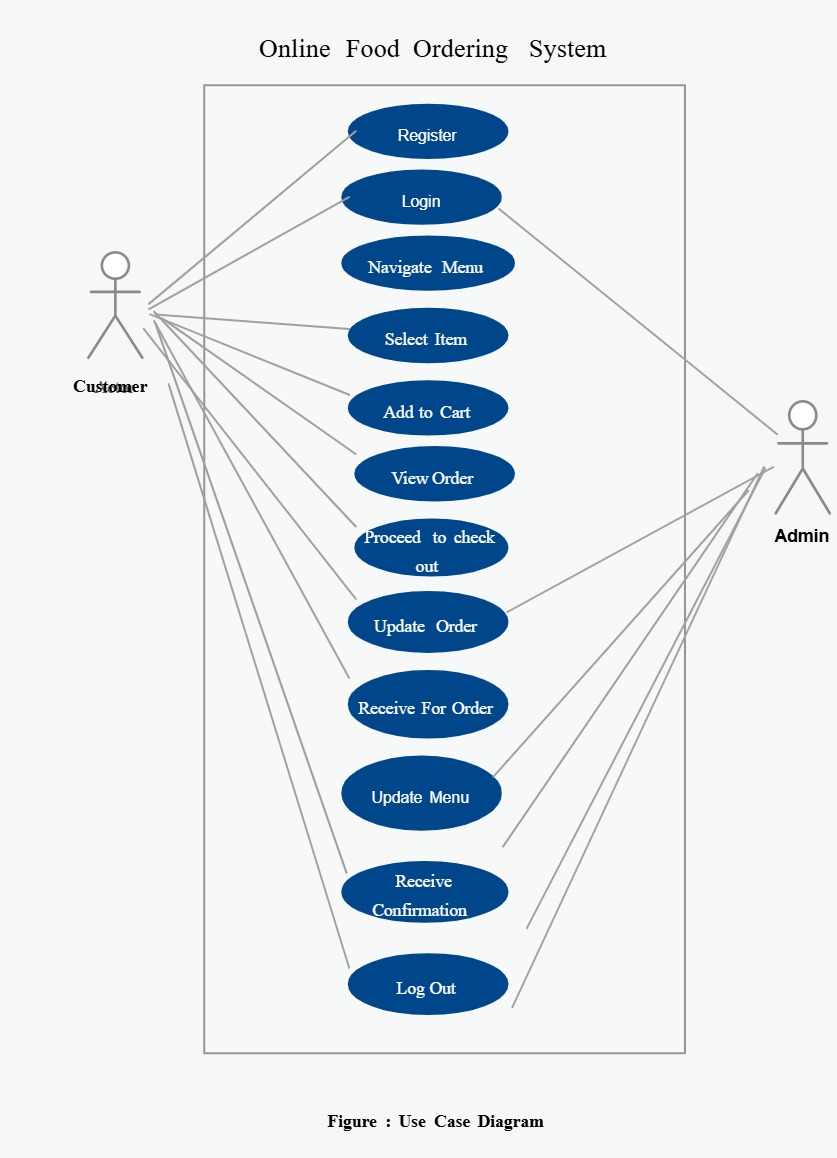 Online Food Ordering System
Register
Login
Navigate Menu
Select Item
Customer
Add to Cart
View Order
Admin
Proceed to check
out
Update Order
Receive For Order
Update Menu
Receive
Confirmation
Log Out
Figure : Use Case Diagram